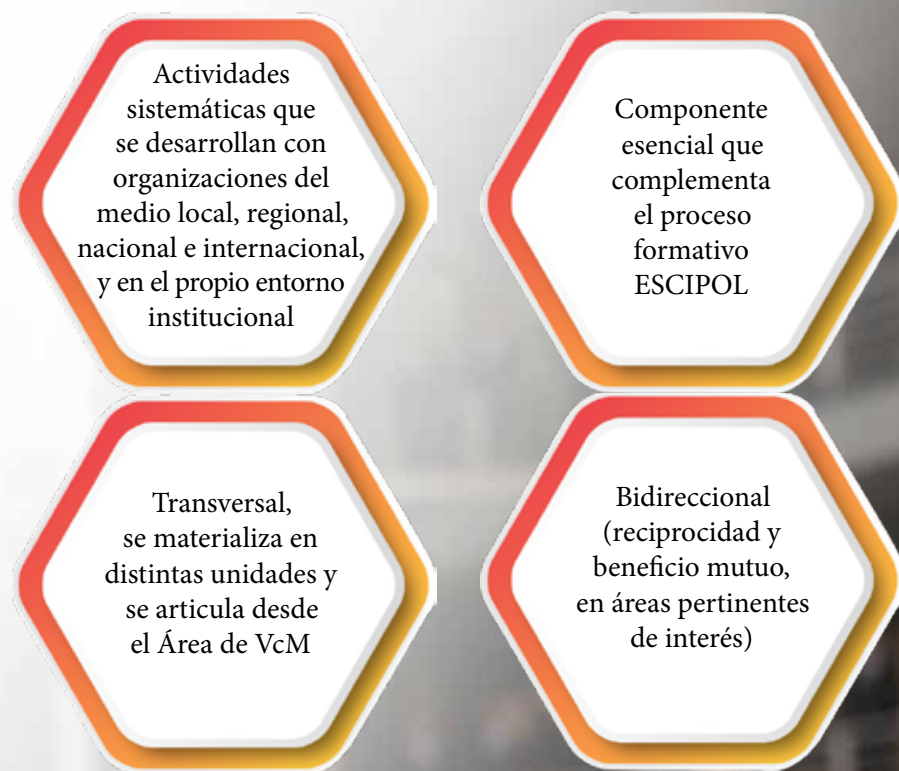 Actividades
sistemáticas que
se desarrollan con
organizaciones del
medio local, regional,
nacional e internacional,
y en el propio entorno
institucional
Componente
esencial que
complementa
el proceso
formativo
ESCIPOL
Transversal,
se materializa en
distintas unidades y
se articula desde
el Área de VcM
Bidireccional
(reciprocidad y
beneficio mutuo,
en áreas pertinentes
de interés)